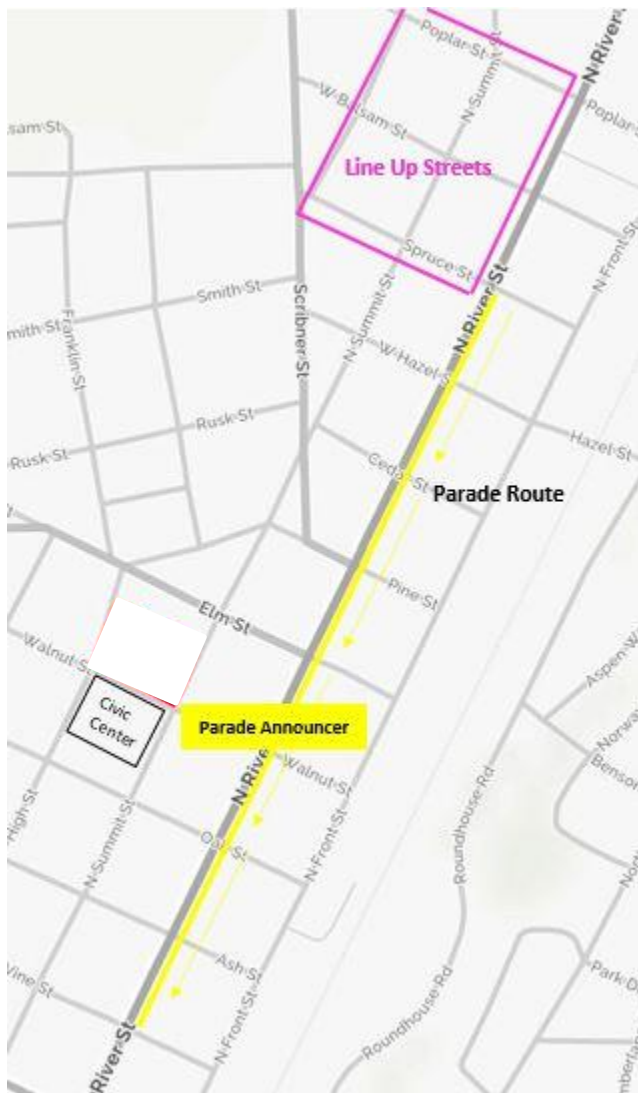 Poplar St
N Summit St
N River
W Balsam St
Poplar St
sam St
Line Up Streets
N Front St
Spruce St
N River St
Smith St
Scribner St
N Summit St
mith St
Franklin St
W Hazel S
Rusk St
Hazel St
Rusk St
Cedar St
Parade Route
Pine St
Elm St
Walnut St
Aspen W
Civic
Center
Parade Announcer
Norw
N Rive
Walnut St
Benson
Roundhouse Rd
High St
N Summit St
Oak St
N Front St
Nort
Ash St
Vine St
Park D
N Front St
Roundhouse Rd
River St
mberlan